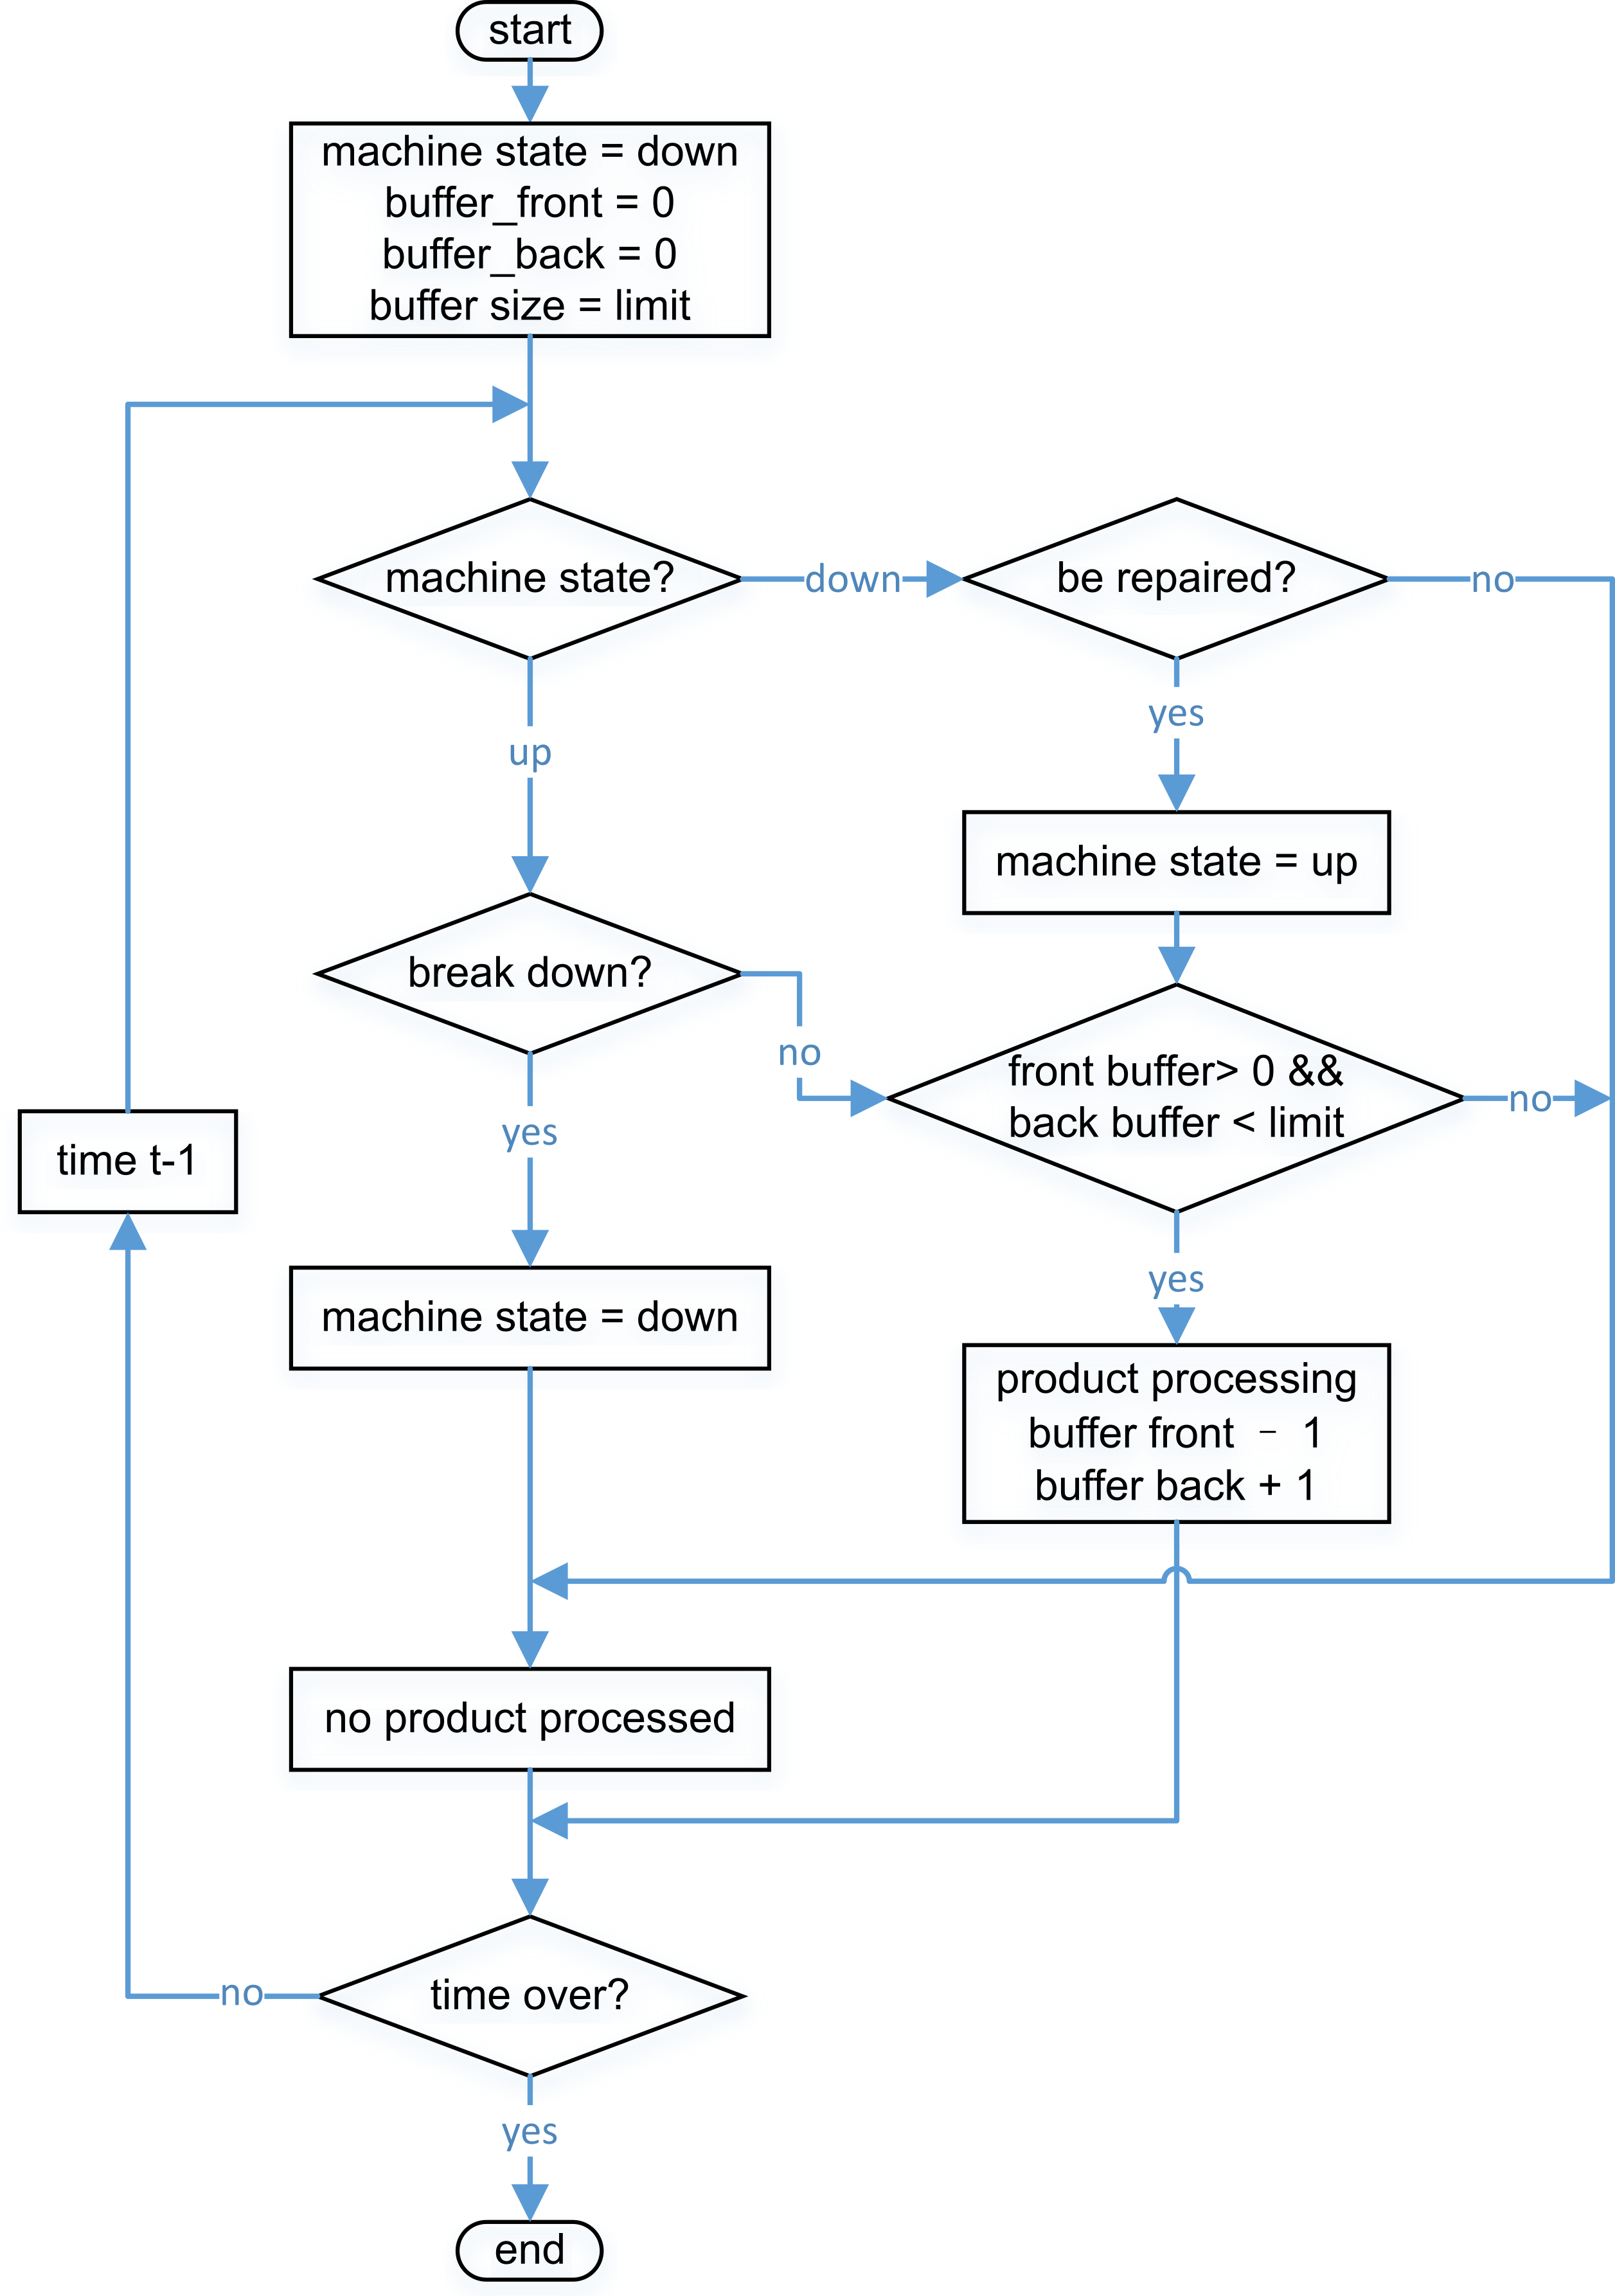 start
machine state = down
buffer_front = 0
buffer_back = 0
buffer size = limit
machine state?
down
be repaired?
no
up
yes
machine state = up
break down?
no
front buffer> 0 &&
back buffer < limit
no
yes
time t-1
yes
machine state = down
product processing
buffer front - 1
buffer back + 1
no product processed
time over?
no
yes
end